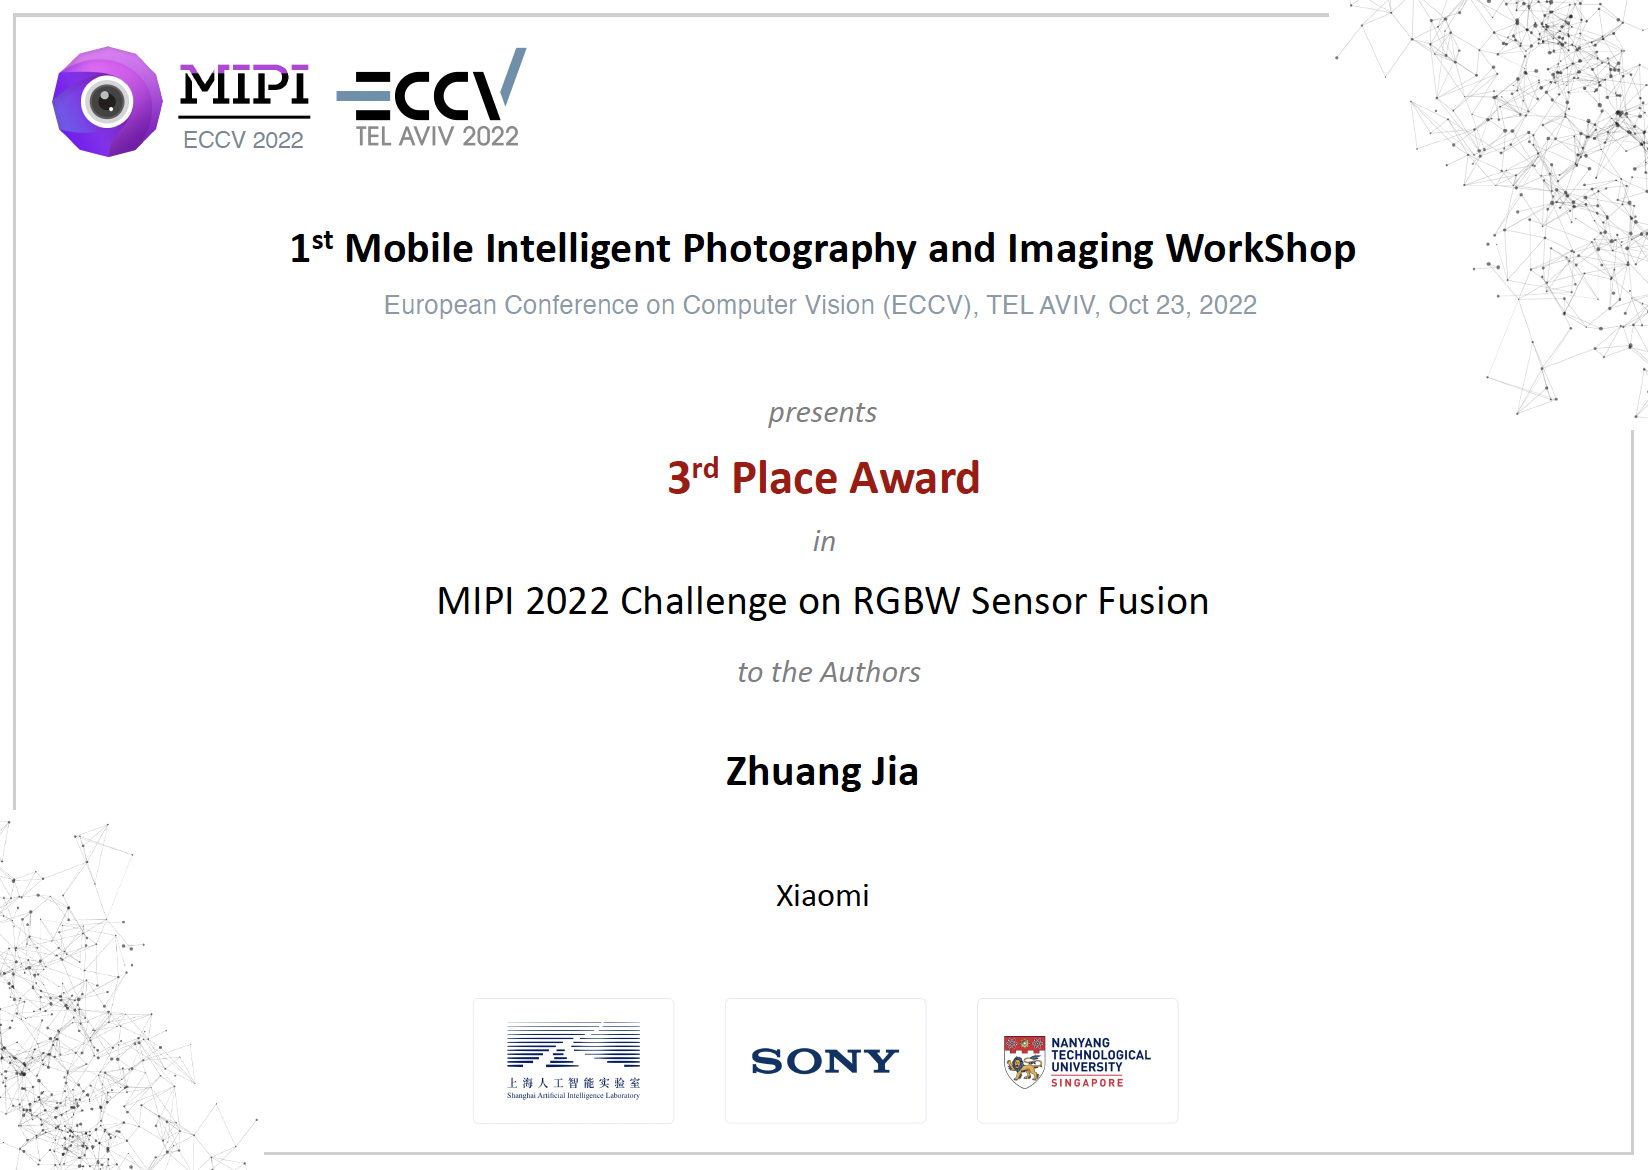 MIPI
ECCV 2022
ECCV
TEL AVIV 2022
1st Mobile Intelligent Photography and Imaging WorkShop
European Conference on Computer Vision (ECCV), TEL AVIV, Oct 23, 2022
presents
3rd Place Award
in
MIPI 2022 Challenge on RGBW Sensor Fusion
to the Authors
Zhuang Jia
Xiaomi
上海人工智能实验室
Shanghai Artificial Intelligence Laboratory
SONY
NANYANG
TECHNOLOGICAL
UNIVERSITY
SINGAPORE